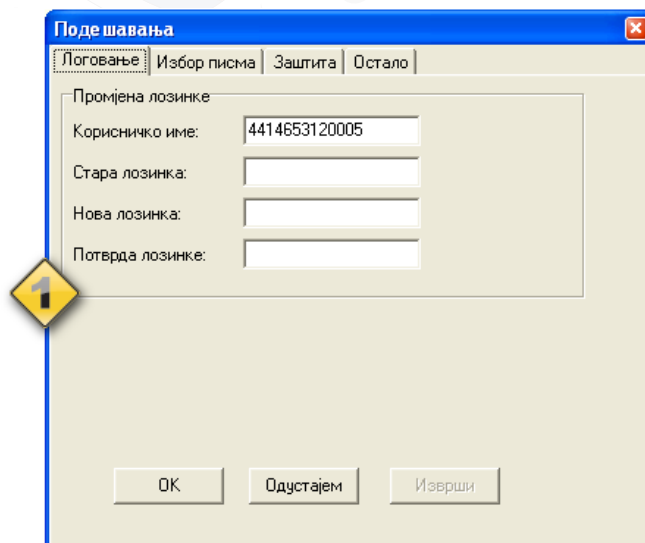 Подешавања
Логовање Избор писма Заштита Остало
Промјена лозинке
Корисничко име: 4414653120005
Стара лозинка:
Нова лозинка:
Потврда лозинке:
1
ОК Одустајем Изврши